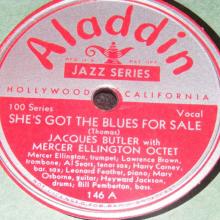 Aladdin
REG. U.S. PAT. OFF.
JAZZ SERIES
HOLLYWOOD CALIFORNIA
100 Series
Vocal
SHE'S GOT THE BLUES FOR SALE
(Thomas)
JACQUES BUTLER with
MERCER ELLINGTON OCTET
Mercer Ellington, trumpet; Lawrence Brown,
trombone, Al Sears, tenor sax, Harry Carney,
bar. sax, Leonard Feather, piano; Mary
Osborne, guitar, Heyward Jackson,
drums; Bill Pemberton, bass.
146 A